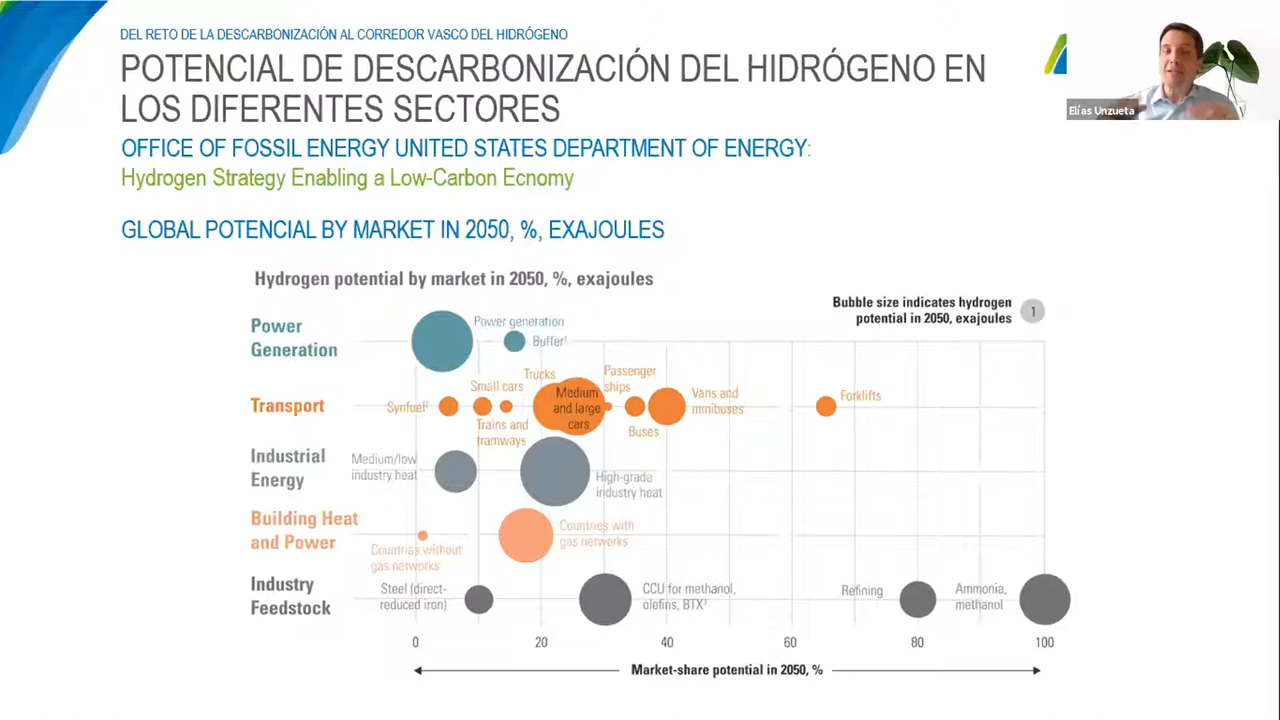 DEL RETO DE LA DESCARBONIZACIÓN AL CORREDOR VASCO DEL HIDRÓGENO
POTENCIAL DE DESCARBONIZACIÓN DEL HIDRÓGENO EN
LOS DIFERENTES SECTORES
OFFICE OF FOSSIL ENERGY UNITED STATES DEPARTMENT OF ENERGY:
Hydrogen Strategy Enabling a Low-Carbon Ecnomy
GLOBAL POTENCIAL BY MARKET IN 2050, %, EXAJOULES
Elías Unzueta
Hydrogen potential by market in 2050, %, exajoules
Bubble size indicates hydrogen
potential in 2050, exajoules
1
Power
Generation
Power generation
Buffer¹
Transport
Synfuel²
Small cars
Trains and
tramways
Trucks
Medium
and large
cars
Passenger
ships
Buses
Vans and
minibuses
Forklifts
Industrial
Energy
Medium/low
industry heat
High-grade
industry heat
Building Heat
and Power
Countries without
gas networks
Countries with
gas networks
Industry
Feedstock
Steel (direct-
reduced iron)
CCU for methanol,
olefins, BTX³
Refining
Ammonia,
methanol
0 20 40 60 80 100
Market-share potential in 2050, %